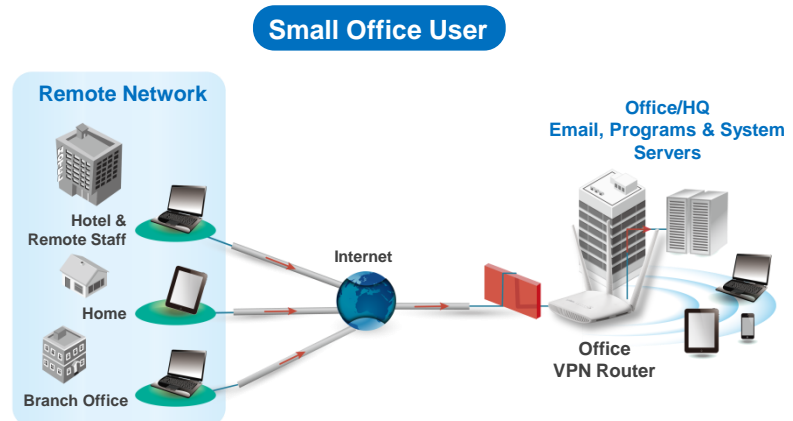 Small Office User
Remote Network
Hotel &
Remote Staff
Home
Branch Office
Internet
Office/HQ
Email, Programs & System
Servers
Office
VPN Router